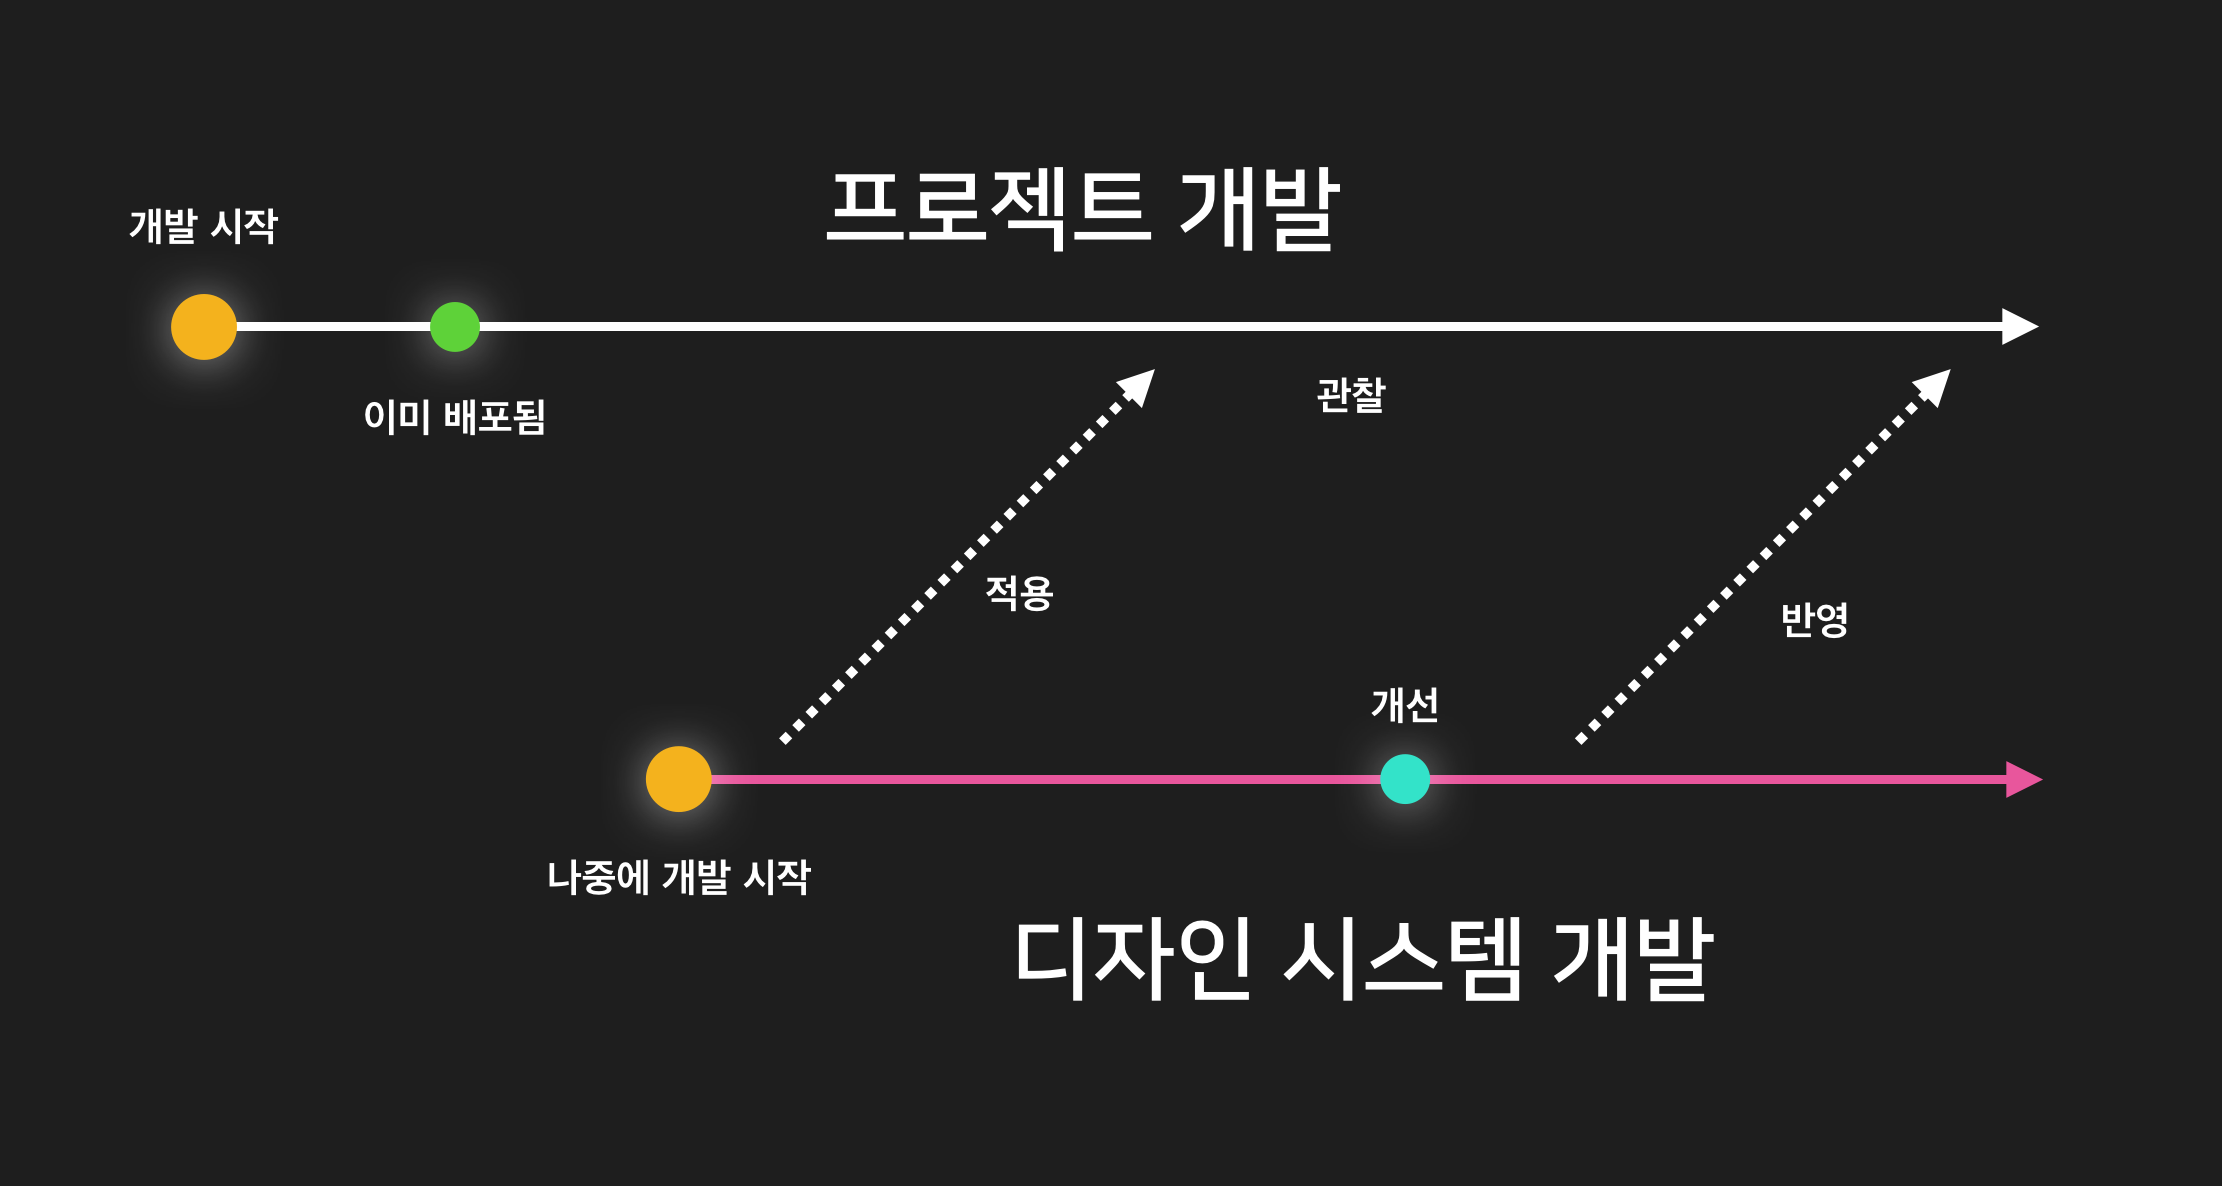 프로젝트 개발
개발 시작
이미 배포됨
관찰
적용
반영
개선
나중에 개발 시작
디자인 시스템 개발